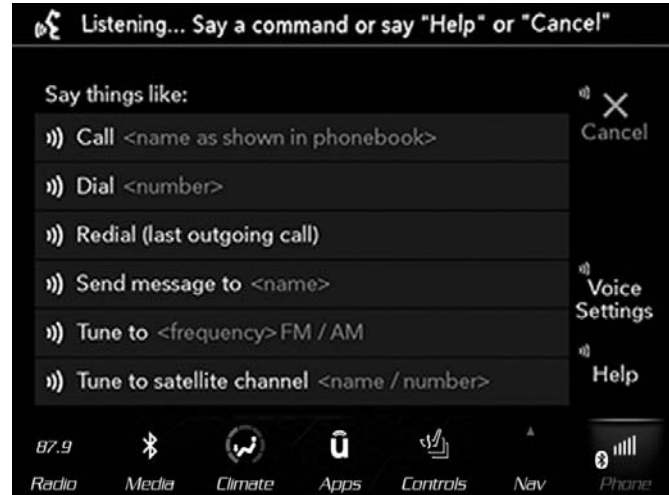 Listening... Say a command or say "Help" or "Cancel"
Say things like:
Call <name as shown in phonebook>
Dial <number>
Redial (last outgoing call)
Send message to <name>
Tune to <frequency> FM / AM
Tune to satellite channel <name / number>
Cancel
Voice
Settings
Help
87.9
ū
Radio Media Climate Apps Controls Nav Phone